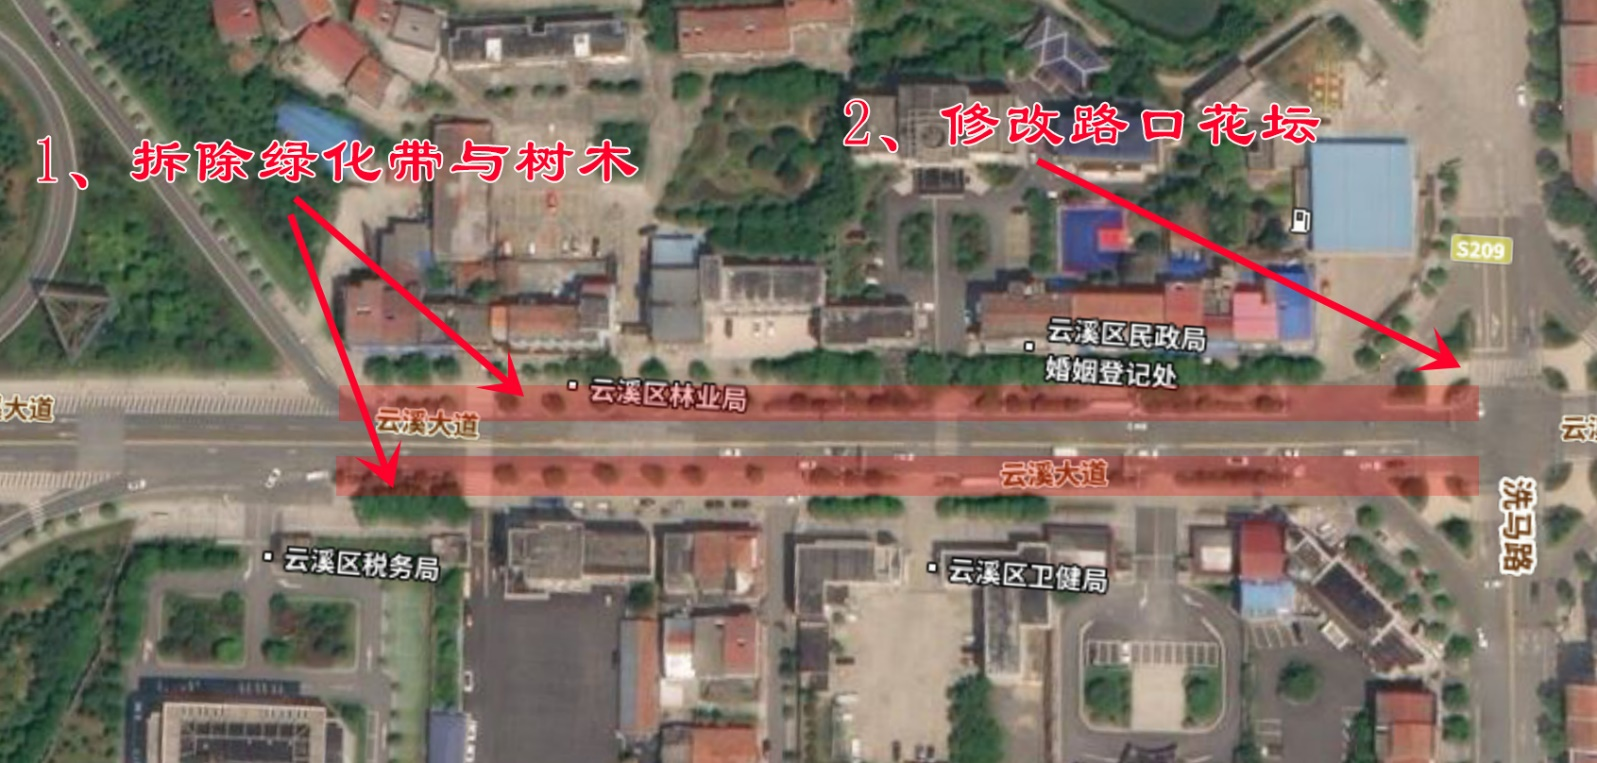 1、拆除绿化带与树木
2、修改路口花坛
S209
云溪区民政局
婚姻登记处
云溪区林业局
溪大道
云溪大道
云溪
云溪大道
洗马路
云溪区税务局
云溪区卫健局